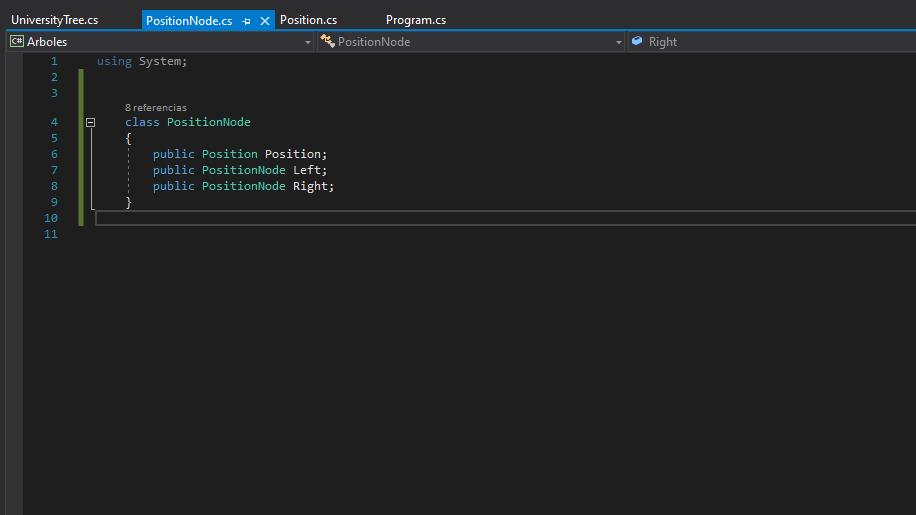 UniversityTree.cs PositionNode.cs Position.cs Program.cs
C# Arboles PositionNode Right
1 using System;
2
3
8 referencias
4 class PositionNode
5 {
6 public Position Position;
7 public PositionNode Left;
8 public PositionNode Right;
9 }
10
11